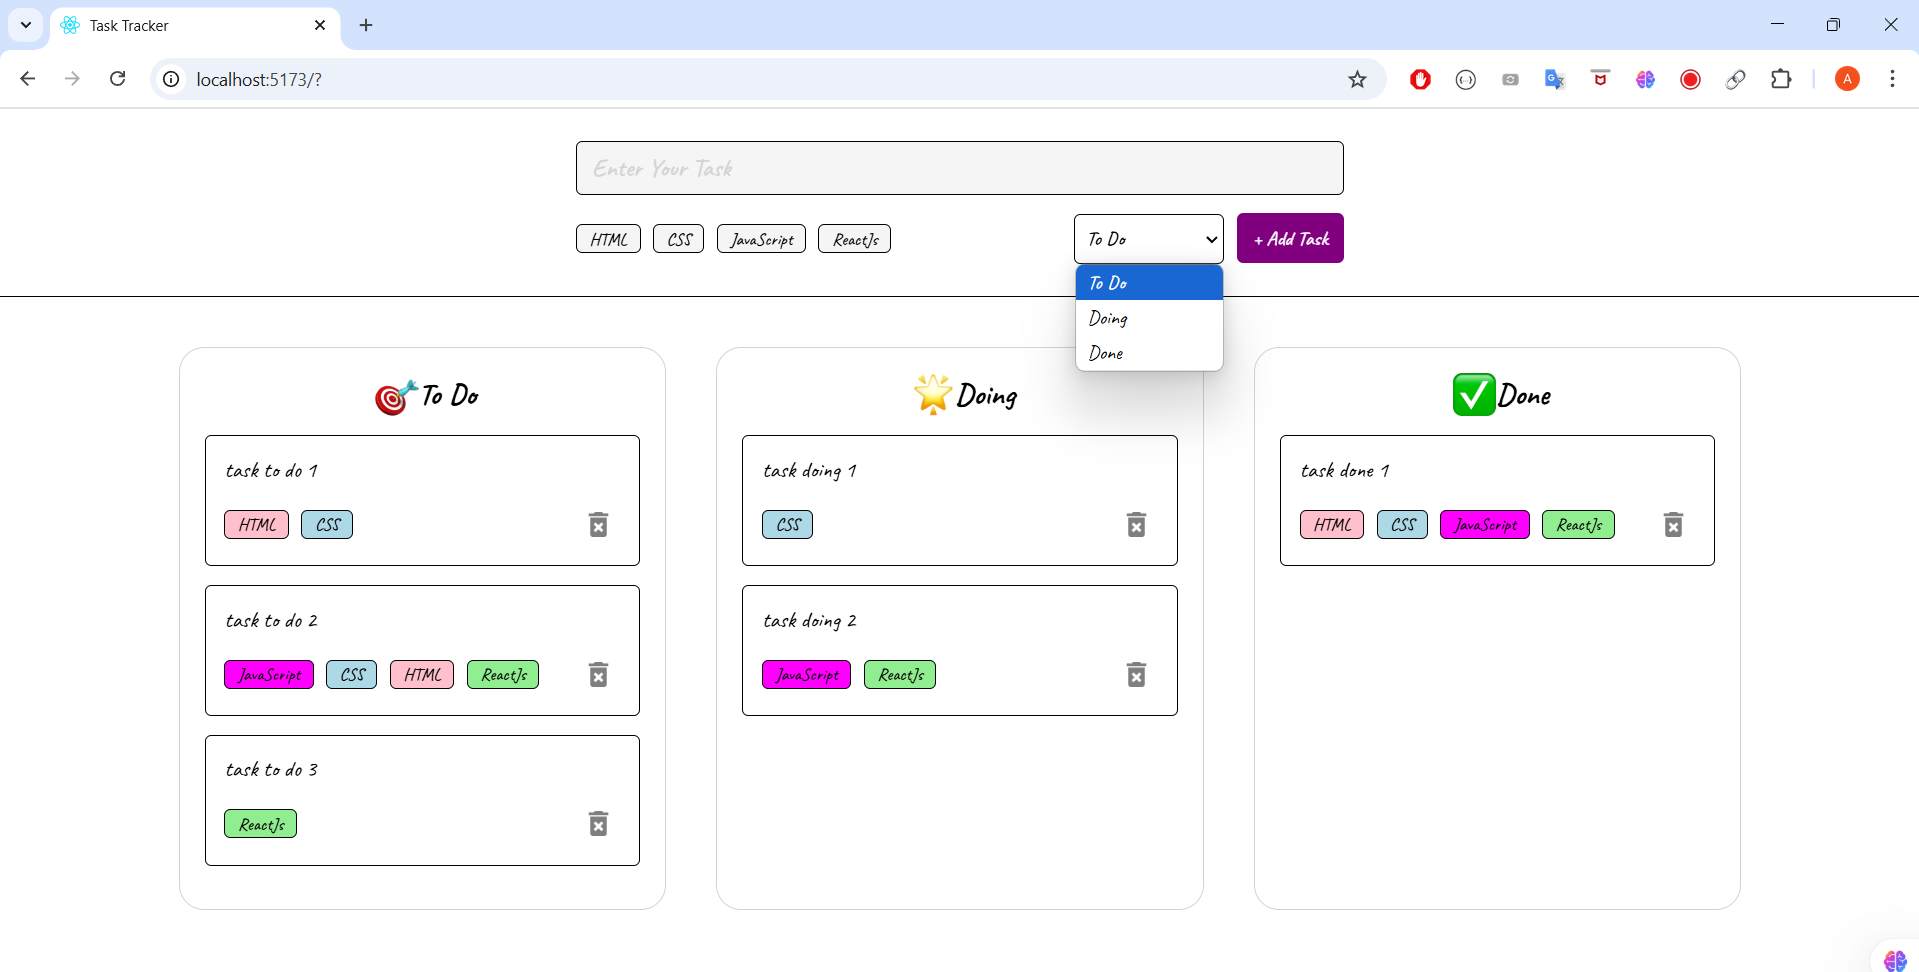 Task Tracker
localhost:5173/?
A
Enter Your Task
HTML CSS JavaScript ReactJs
To Do
+ Add Task
To Do
Doing
Done
To Do
task to do 1
HTML CSS
task to do 2
JavaScript CSS HTML ReactJs
task to do 3
ReactJs
Doing
task doing 1
CSS
task doing 2
JavaScript ReactJs
Done
task done 1
HTML CSS JavaScript ReactJs